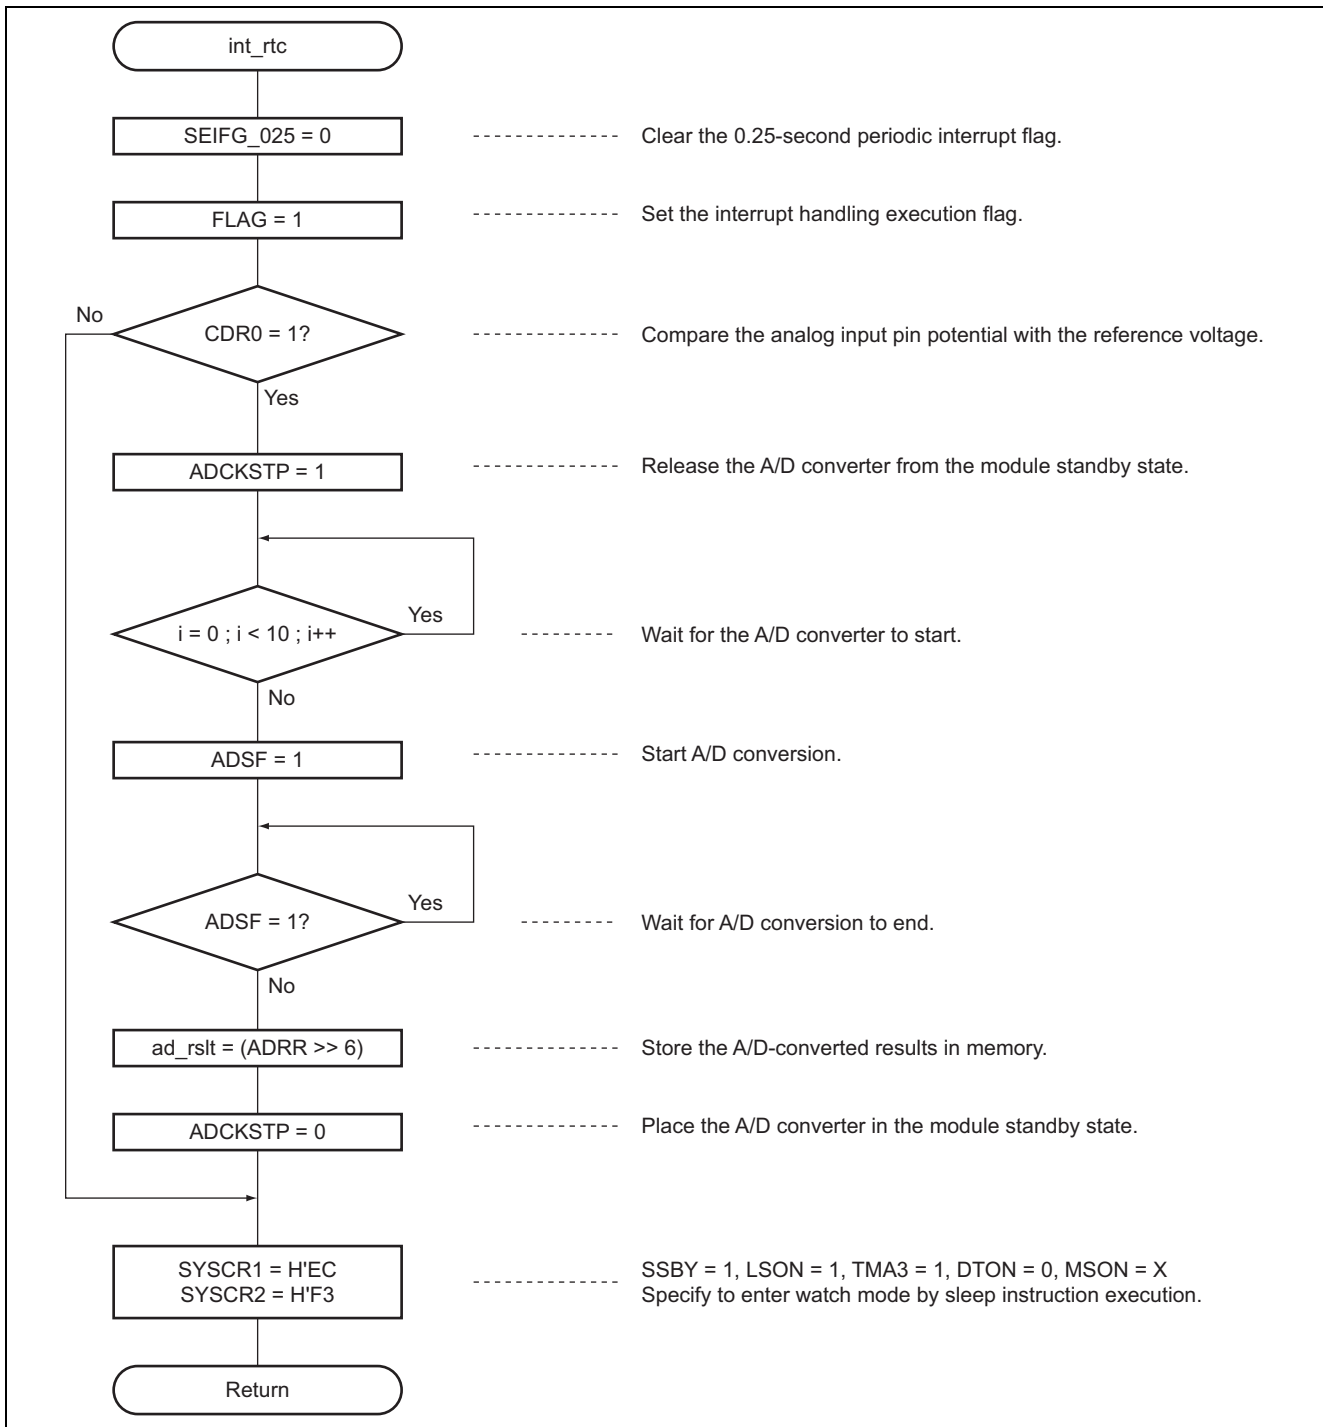 int_rtc
SEIFG_025 = 0
Clear the 0.25-second periodic interrupt flag.
FLAG = 1
Set the interrupt handling execution flag.
No
CDR0 = 1?
Compare the analog input pin potential with the reference voltage.
Yes
ADCKSTP = 1
Release the A/D converter from the module standby state.
i = 0 ; i < 10 ; i++
Yes
Wait for the A/D converter to start.
No
ADSF = 1
Start A/D conversion.
ADSF = 1?
Yes
Wait for A/D conversion to end.
No
ad_rslt = (ADRR >> 6)
Store the A/D-converted results in memory.
ADCKSTP = 0
Place the A/D converter in the module standby state.
SYSCR1 = H'EC
SYSCR2 = H'F3
SSBY = 1, LSON = 1, TMA3 = 1, DTON = 0, MSON = X
Specify to enter watch mode by sleep instruction execution.
Return